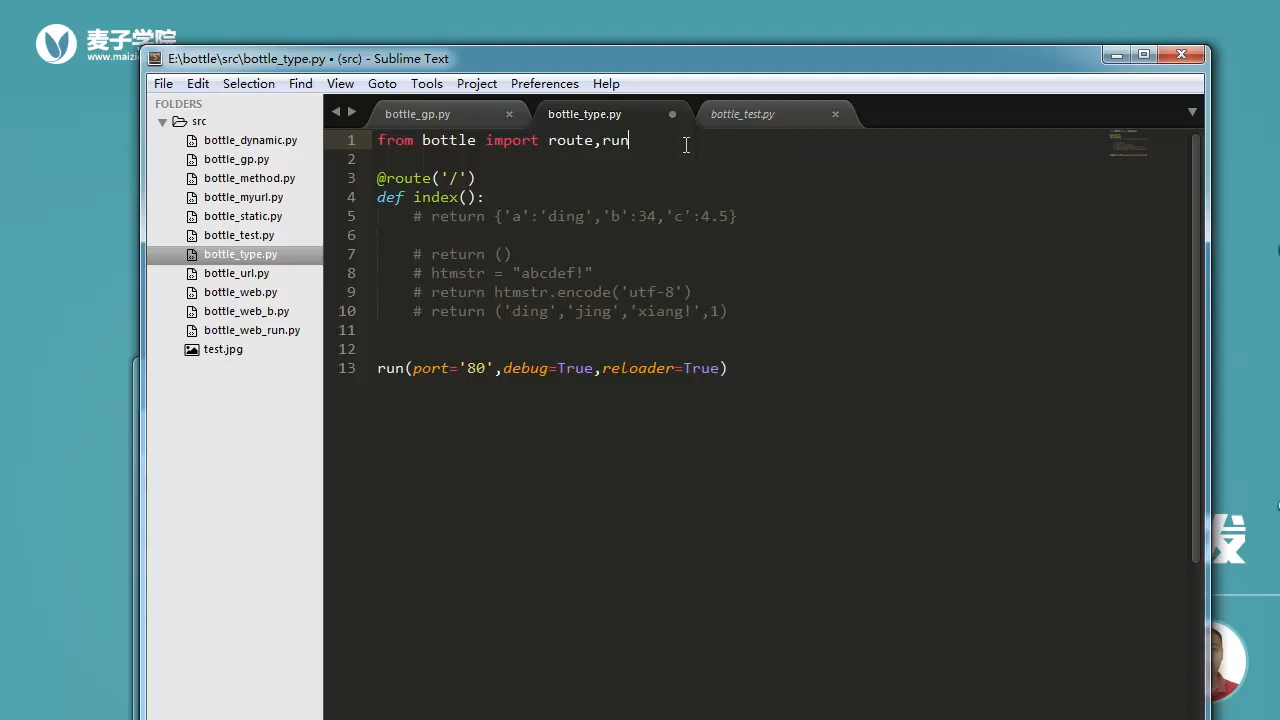 麦子学院
E:\bottle\src\bottle_type.py • (src) - Sublime Text
File Edit Selection Find View Goto Tools Project Preferences Help
FOLDERS
src
bottle_dynamic.py
bottle_gp.py
bottle_method.py
bottle_myurl.py
bottle_static.py
bottle_test.py
bottle_type.py
bottle_url.py
bottle_web.py
bottle_web_b.py
bottle_web_run.py
test.jpg
bottle_gp.py bottle_type.py bottle_test.py
1 from bottle import route,run
2
3 @route('/')
4 def index():
5 # return {'a':'ding','b':34,'c':4.5}
6
7 # return ()
8 # htmstr = "abcdef!"
9 # return htmstr.encode('utf-8')
10 # return ('ding','jing','xiang!',1)
11
12
13 run(port='80',debug=True,reloader=True)
发